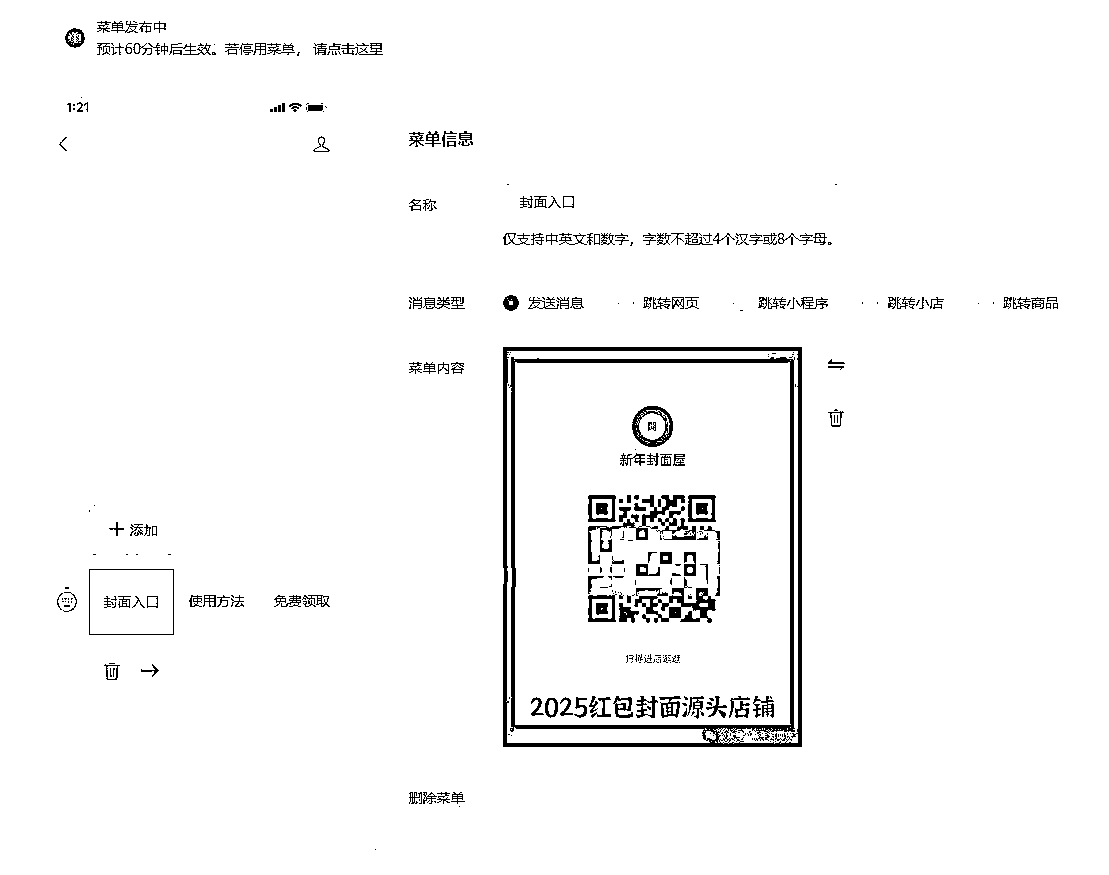 菜单发布中
预计60分钟后生效。若停用菜单，请点击这里
1:21
菜单信息
名称
封面入口
仅支持中英文和数字，字数不超过4个汉字或8个字母。
消息类型
发送消息
跳转网页
跳转小程序
跳转小店
跳转商品
菜单内容
新年封面屋
2025红包封面源头店铺
添加
封面入口
使用方法
免费领取
删除菜单